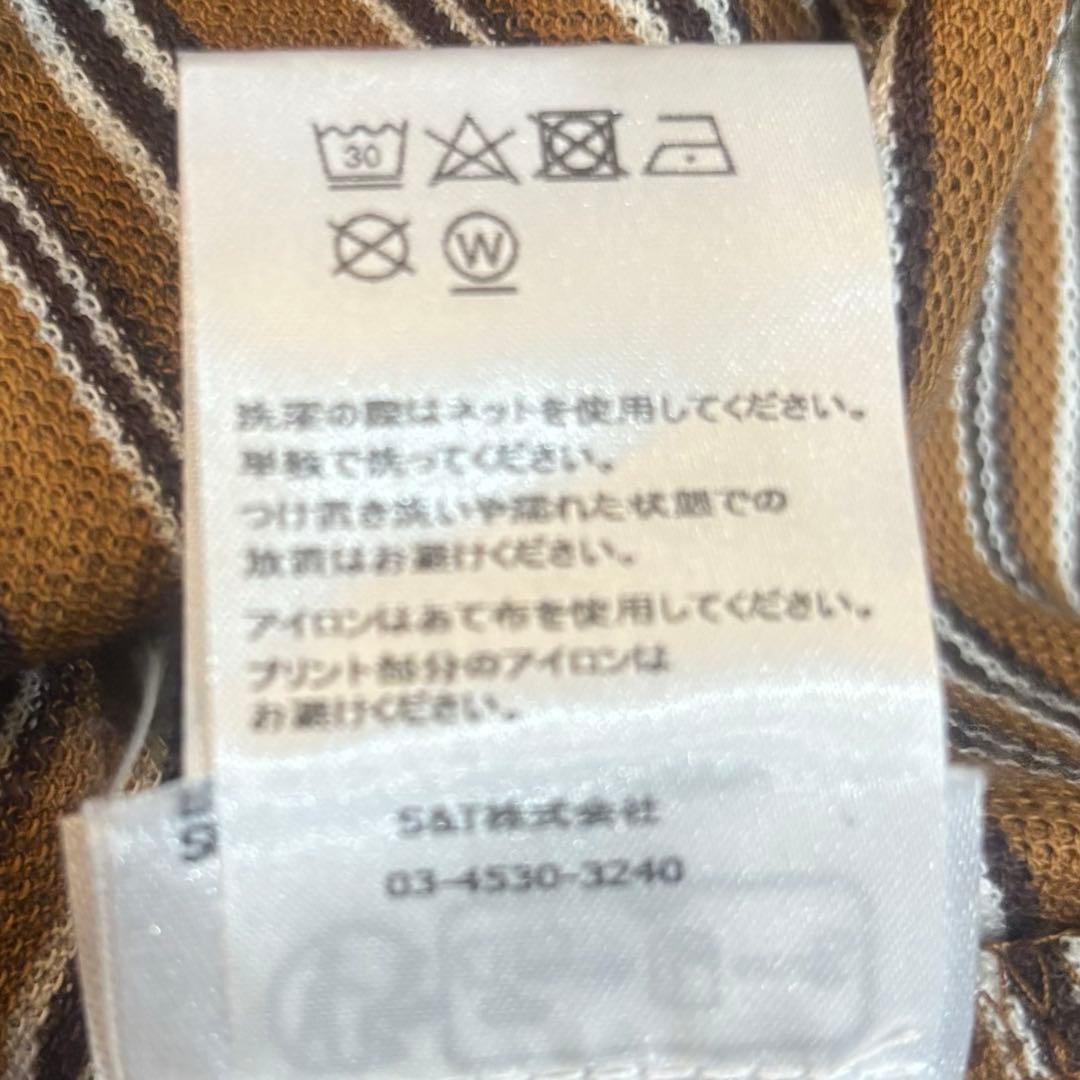 30
W
洗濯の際はネットを使用してください。
単独で洗ってください。
つけ置き洗いや濡れた状態での
放置はお避けください。
アイロンはあて布を使用してください。
プリント部分のアイロンは
お避けください。
S&T株式会社
03-4530-3240